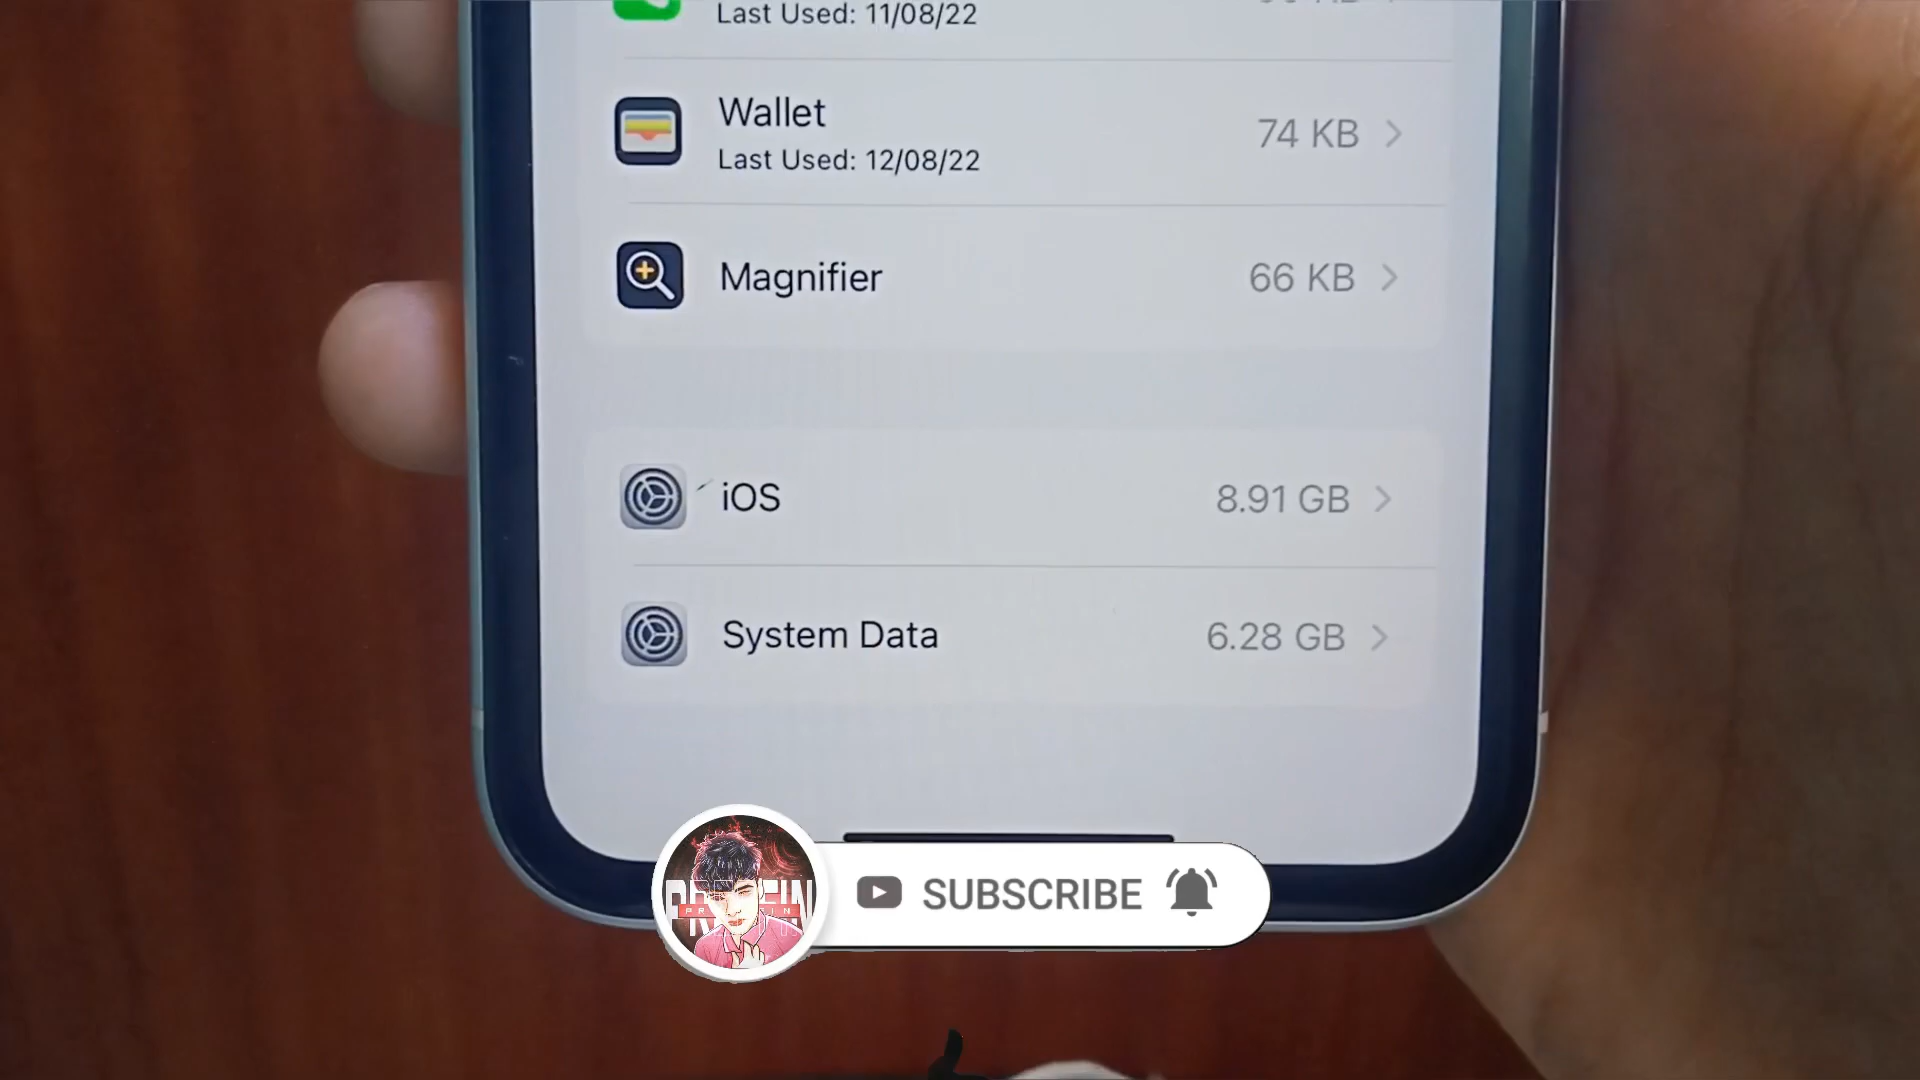 Last Used: 11/08/22
Wallet
74 KB
Last Used: 12/08/22
Magnifier
66 KB
iOS
8.91 GB
System Data
6.28 GB
SUBSCRIBE